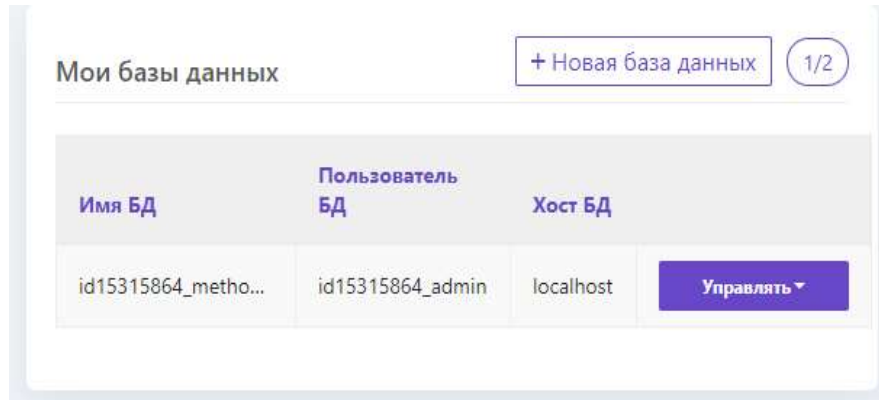 Мои базы данных
+ Новая база данных
1/2
Имя БД
Пользователь
БД
Хост БД
id15315864_metho...
id15315864_admin
localhost
Управлять